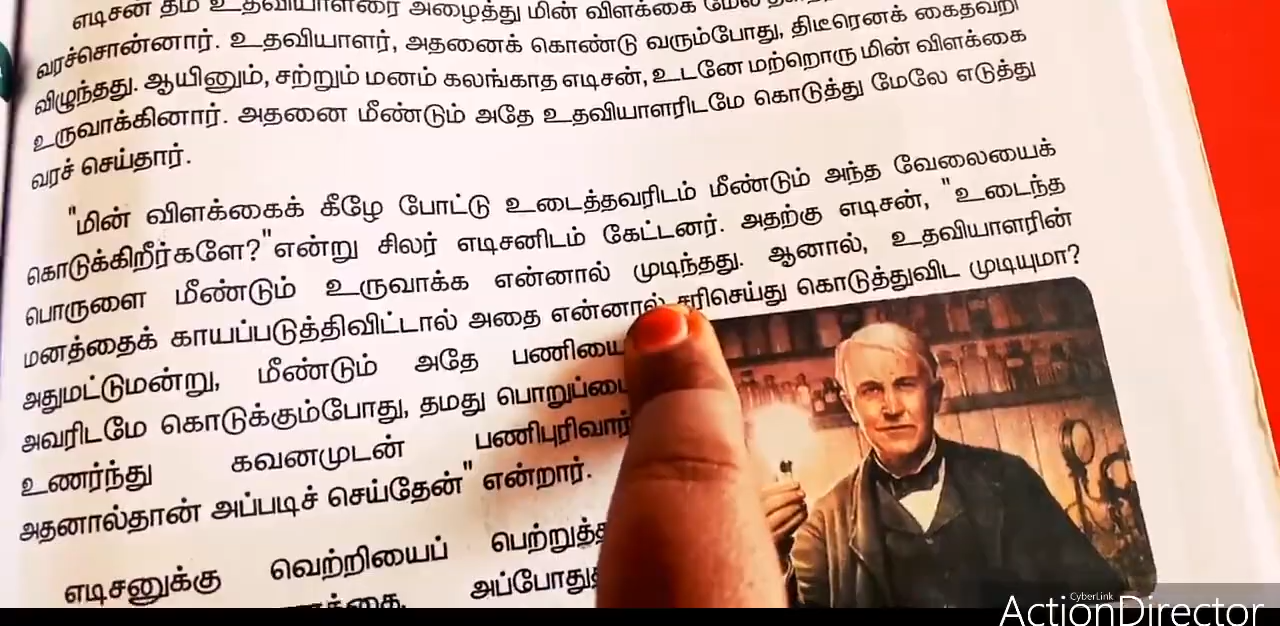 எடிசன் தம் உதவியாளரை அழைத்து மின் விளக்கை மேல
வரச்சொன்னார். உதவியாளர், அதனைக் கொண்டு வரும்போது, திடீரெனக் கைதவறி
விழுந்தது. ஆயினும், சற்றும் மனம் கலங்காத எடிசன், உடனே மற்றொரு மின் விளக்கை
உருவாக்கினார். அதனை மீண்டும் அதே உதவியாளரிடமே கொடுத்து மேலே எடுத்து
வரச் செய்தார்.
"மின் விளக்கைக் கீழே போட்டு உடைத்தவரிடம் மீண்டும் அந்த வேலையைக்
கொடுக்கிறீர்களே?" என்று சிலர் எடிசனிடம் கேட்டனர். அதற்கு எடிசன், "உடைந்த
பொருளை மீண்டும் உருவாக்க என்னால் முடிந்தது. ஆனால், உதவியாளரின்
மனத்தைக் காயப்படுத்திவிட்டால் அதை என்னால் சரிசெய்து கொடுத்துவிட முடியுமா?
அதுமட்டுமன்று, மீண்டும் அதே பணியை
அவரிடமே கொடுக்கும்போது, தமது பொறுப்பை
உணர்ந்து கவனமுடன் பணிபுரிவார்
அதனால்தான் அப்படிச் செய்தேன்" என்றார்.
எடிசனுக்கு வெற்றியைப் பெற்றுத்
அப்போது
CyberLink
ActionDirector